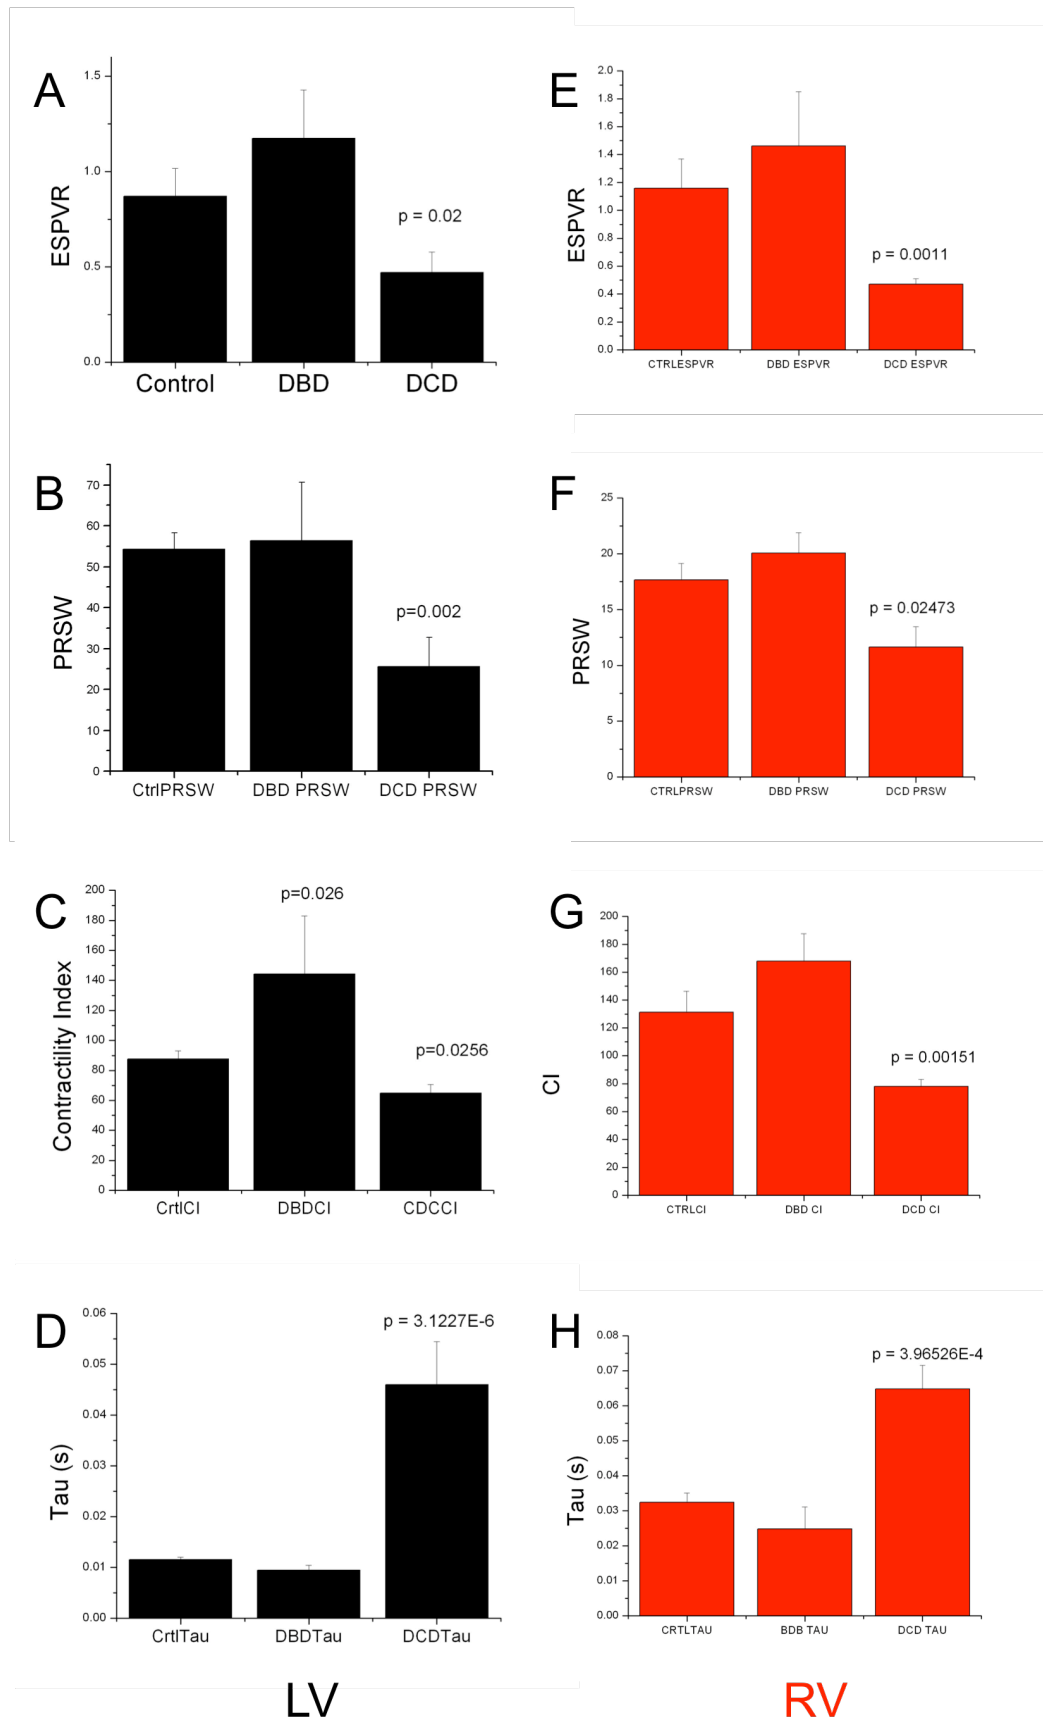 A
ESPVR
1.5
1.0
0.5
0.0
p = 0.02
Control DBD DCD
E
ESPVR
2.0
1.8
1.6
1.4
1.2
1.0
0.8
0.6
0.4
0.2
0.0
p = 0.0011
CTRLESPVR DBD ESPVR DCD ESPVR
B
PRSW
70
60
50
40
30
20
10
0
p=0.002
CtrlPRSW DBD PRSW DCD PRSW
F
PRSW
25
20
15
10
5
0
p = 0.02473
CTRLPRSW DBD PRSW DCD PRSW
C
Contractility Index
200
180
160
140
120
100
80
60
40
20
0
p=0.026
p=0.0256
CrtlCI DBDCI CDCCI
G
CI
200
180
160
140
120
100
80
60
40
20
0
p = 0.00151
CTRLCI DBD CI DCD CI
D
Tau (s)
0.06
0.05
0.04
0.03
0.02
0.01
0.00
p = 3.1227E-6
CrtlTau DBDTau DCDTau
H
Tau (s)
0.08
0.07
0.06
0.05
0.04
0.03
0.02
0.01
0.00
p = 3.96526E-4
CRTLTAU BDB TAU DCD TAU
LV RV